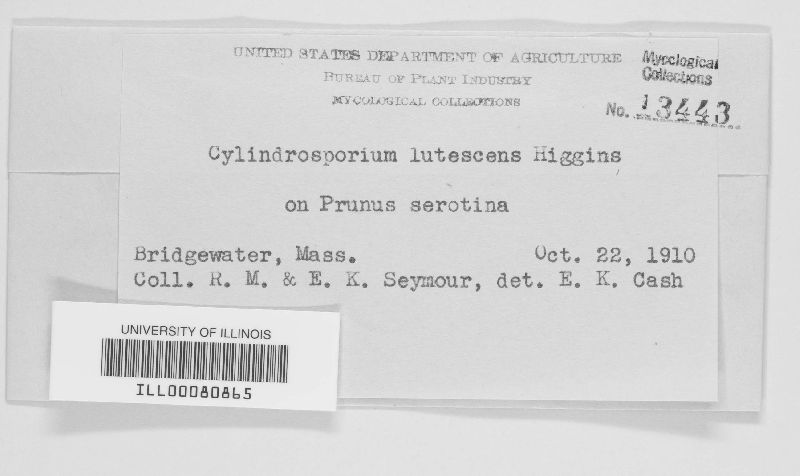 UNITED STATES DEPARTMENT OF AGRICULTURE
BUREAU OF PLANT INDUSTRY
MYCOLOGICAL COLLECTIONS
Mycological
Collections
No. 13443
Cylindrosporium lutescens Higgins
on Prunus serotina
Bridgewater, Mass. Oct. 22, 1910
Coll. R. M. & E. K. Seymour, det. E. K. Cash
UNIVERSITY OF ILLINOIS
ILL00080865